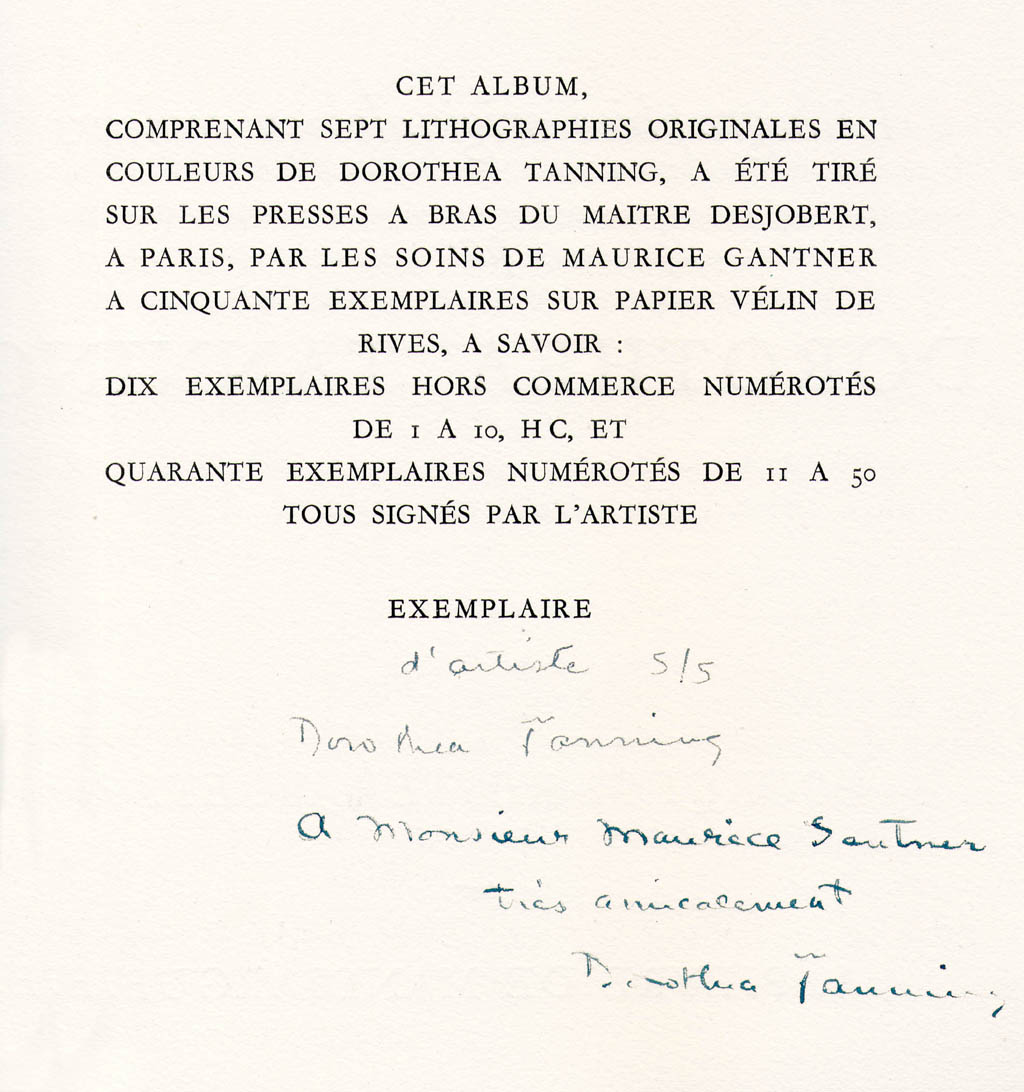 CET ALBUM,
COMPRENANT SEPT LITHOGRAPHIES ORIGINALES EN
COULEURS DE DOROTHEA TANNING, A ÉTÉ TIRÉ
SUR LES PRESSES A BRAS DU MAITRE DESJOBERT,
A PARIS, PAR LES SOINS DE MAURICE GANTNER
A CINQUANTE EXEMPLAIRES SUR PAPIER VÉLIN DE
RIVES, A SAVOIR :
DIX EXEMPLAIRES HORS COMMERCE NUMÉROTÉS
DE 1 A 10, H C, ET
QUARANTE EXEMPLAIRES NUMÉROTÉS DE 11 A 50
TOUS SIGNÉS PAR L'ARTISTE
EXEMPLAIRE
d'artiste 5/5
Dorothea Tanning
A Monsieur Maurice Gantner
très amicalement
Dorothea Tanning